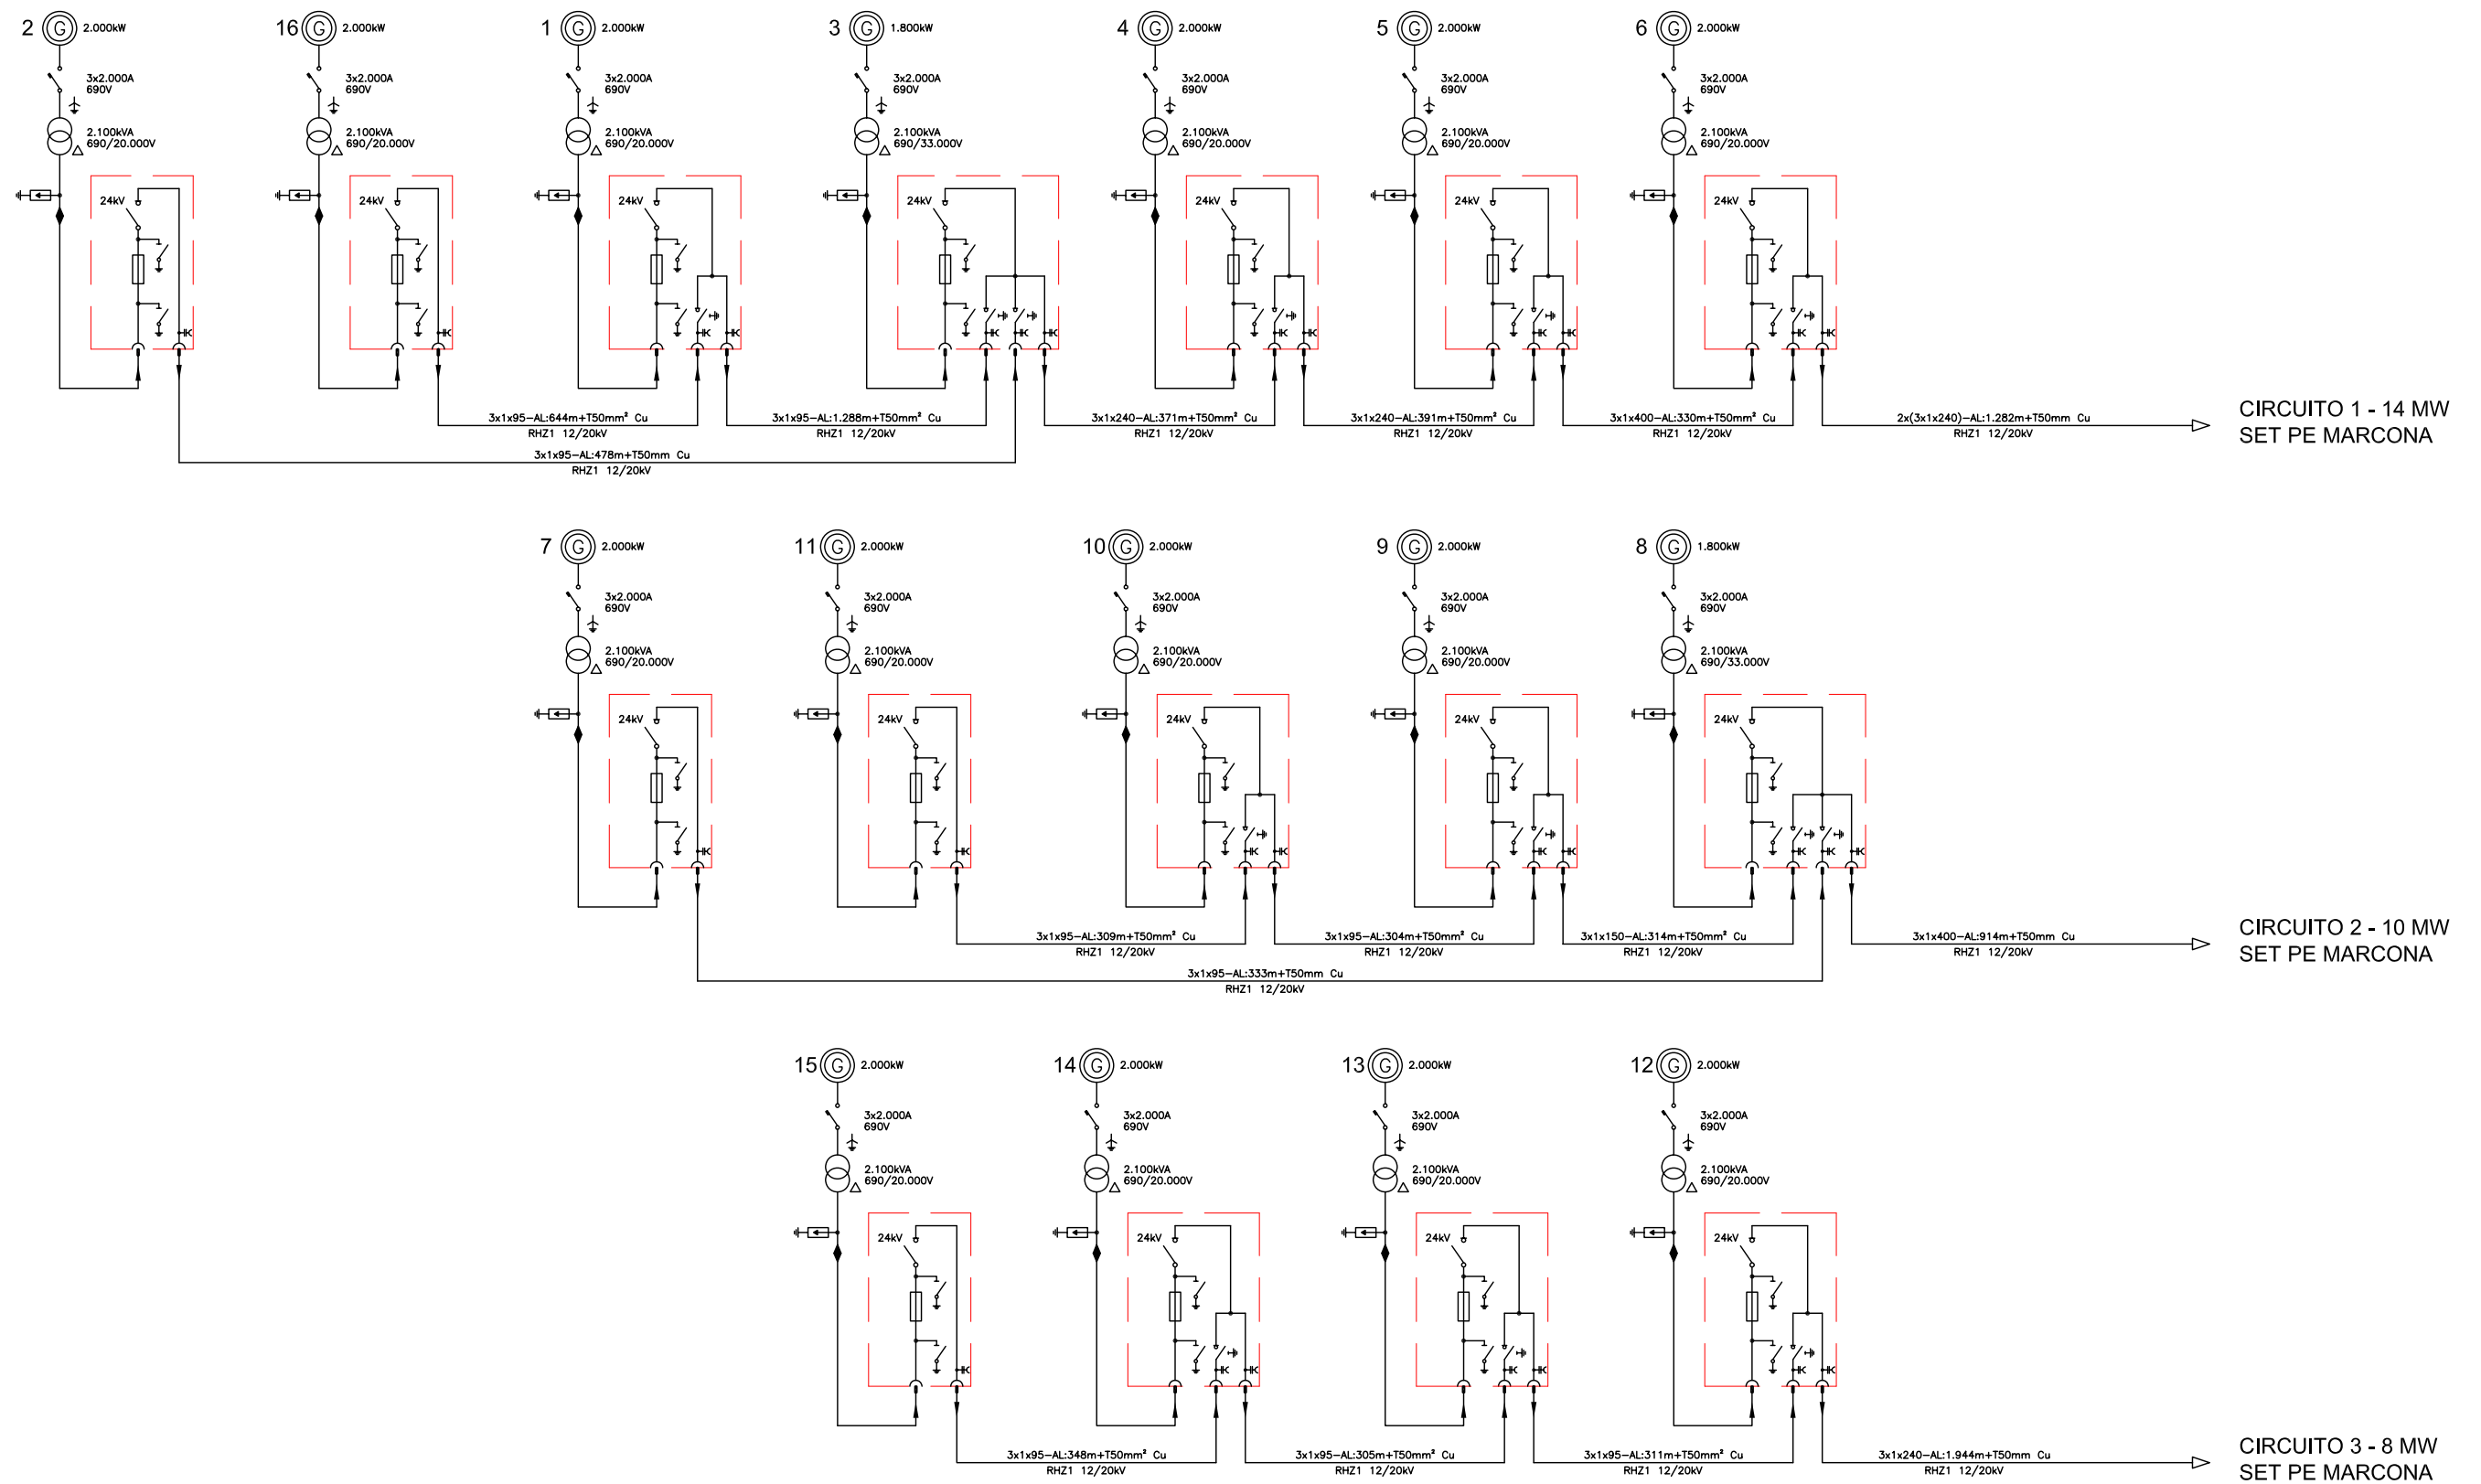 2 G 2.000kW
16 G 2.000kW
1 G 2.000kW
3 G 1.800kW
4 G 2.000kW
5 G 2.000kW
6 G 2.000kW
3x2.000A
690V
3x2.000A
690V
3x2.000A
690V
3x2.000A
690V
3x2.000A
690V
3x2.000A
690V
3x2.000A
690V
2.100kVA
690/20.000V
2.100kVA
690/20.000V
2.100kVA
690/20.000V
2.100kVA
690/33.000V
2.100kVA
690/20.000V
2.100kVA
690/20.000V
2.100kVA
690/20.000V
24kV
24kV
24kV
24kV
24kV
24kV
24kV
3x1x95-AL:644m+T50mm² Cu
RHZ1 12/20kV
3x1x95-AL:1.288m+T50mm² Cu
RHZ1 12/20kV
3x1x240-AL:371m+T50mm² Cu
RHZ1 12/20kV
3x1x240-AL:391m+T50mm² Cu
RHZ1 12/20kV
3x1x400-AL:330m+T50mm² Cu
RHZ1 12/20kV
2x(3x1x240)-AL:1.282m+T50mm Cu
RHZ1 12/20kV
CIRCUITO 1 - 14 MW
SET PE MARCONA
3x1x95-AL:478m+T50mm Cu
RHZ1 12/20kV
7 G 2.000kW
11 G 2.000kW
10 G 2.000kW
9 G 2.000kW
8 G 1.800kW
3x2.000A
690V
3x2.000A
690V
3x2.000A
690V
3x2.000A
690V
3x2.000A
690V
2.100kVA
690/20.000V
2.100kVA
690/20.000V
2.100kVA
690/20.000V
2.100kVA
690/20.000V
2.100kVA
690/33.000V
24kV
24kV
24kV
24kV
24kV
3x1x95-AL:309m+T50mm² Cu
RHZ1 12/20kV
3x1x95-AL:304m+T50mm² Cu
RHZ1 12/20kV
3x1x150-AL:314m+T50mm² Cu
RHZ1 12/20kV
3x1x400-AL:914m+T50mm Cu
RHZ1 12/20kV
CIRCUITO 2 - 10 MW
SET PE MARCONA
3x1x95-AL:333m+T50mm Cu
RHZ1 12/20kV
15 G 2.000kW
14 G 2.000kW
13 G 2.000kW
12 G 2.000kW
3x2.000A
690V
3x2.000A
690V
3x2.000A
690V
3x2.000A
690V
2.100kVA
690/20.000V
2.100kVA
690/20.000V
2.100kVA
690/20.000V
2.100kVA
690/20.000V
24kV
24kV
24kV
24kV
3x1x95-AL:348m+T50mm² Cu
RHZ1 12/20kV
3x1x95-AL:305m+T50mm² Cu
RHZ1 12/20kV
3x1x95-AL:311m+T50mm² Cu
RHZ1 12/20kV
3x1x240-AL:1.944m+T50mm Cu
RHZ1 12/20kV
CIRCUITO 3 - 8 MW
SET PE MARCONA